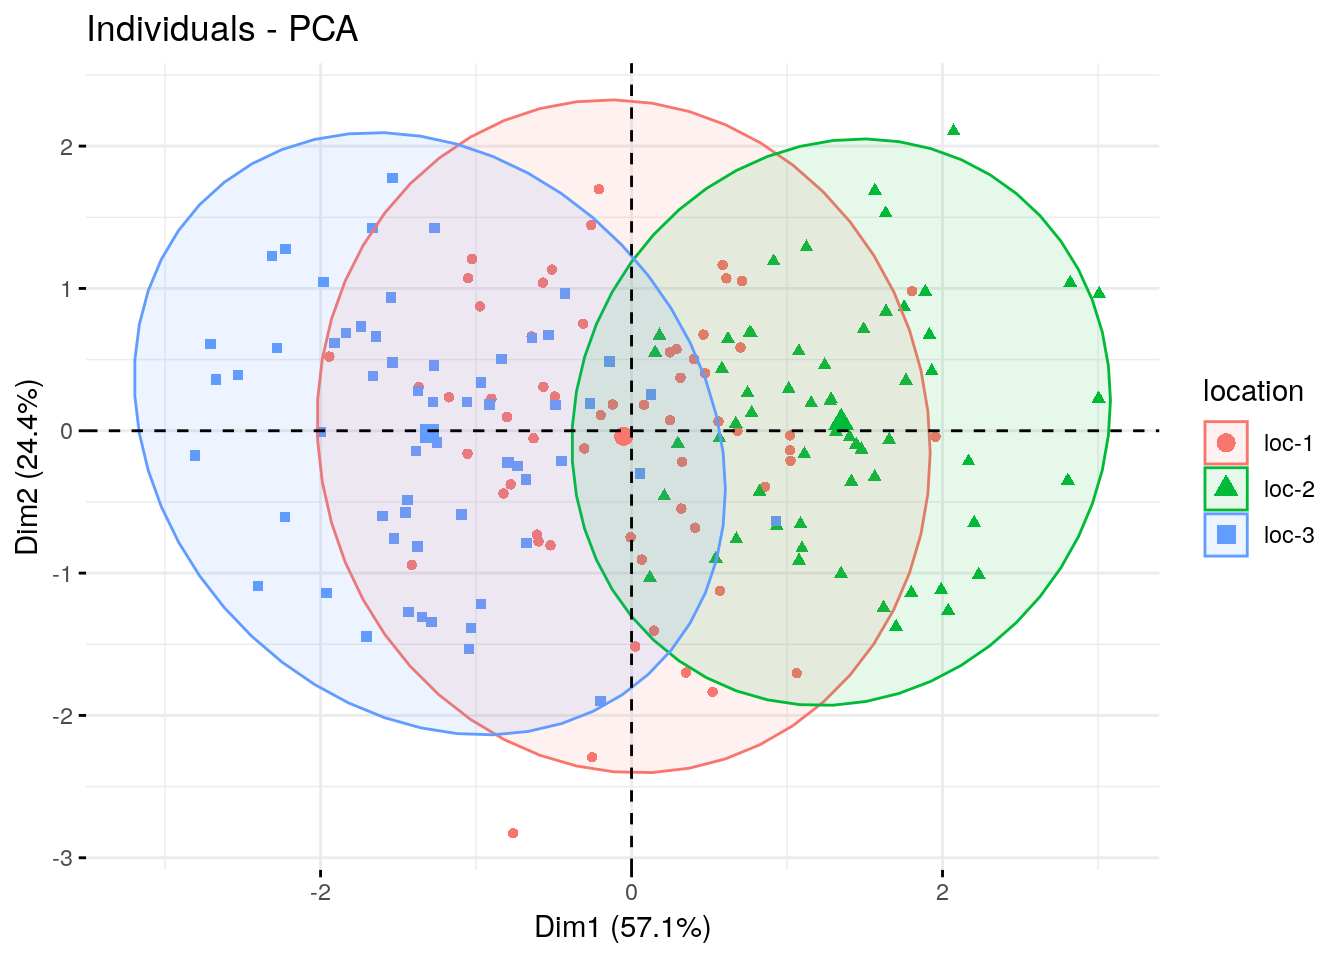 Individuals - PCA
Dim2 (24.4%)
2
1
0
-1
-2
-3
-2
0
2
Dim1 (57.1%)
location
loc-1
loc-2
loc-3